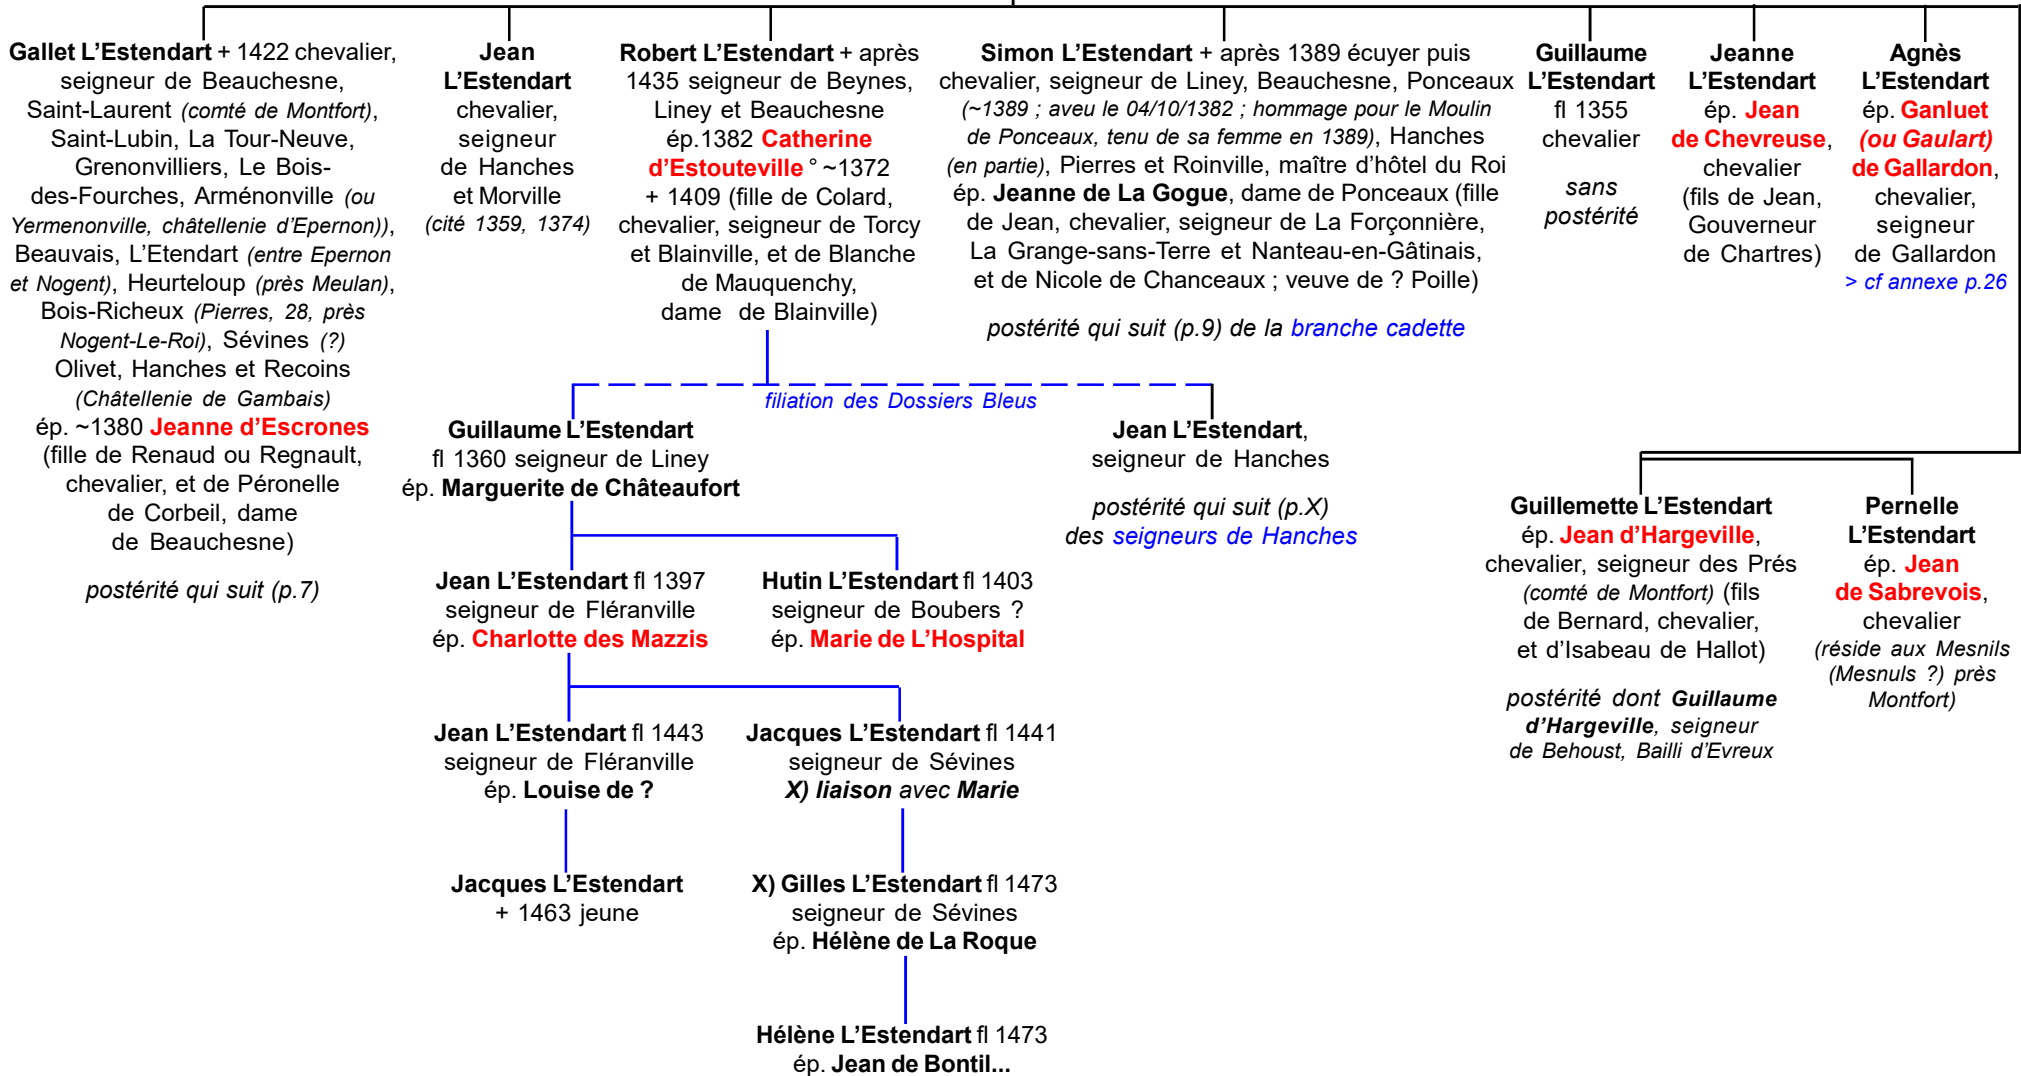 Gallet L'Estendart + 1422 chevalier,
seigneur de Beauchesne,
Saint-Laurent (comté de Montfort),
Saint-Lubin, La Tour-Neuve,
Grenonvilliers, Le Bois-
des-Fourches, Arménonville (ou
Yermenonville, châtellenie d'Epernon)),
Beauvais, L'Etendart (entre Epernon
et Nogent), Heurteloup (près Meulan),
Bois-Richeux (Pierres, 28, près
Nogent-Le-Roi), Sévines (?)
Olivet, Hanches et Recoins
(Châtellenie de Gambais)
ép. ~1380 Jeanne d'Escrones
(fille de Renaud ou Regnault,
chevalier, et de Péronelle
de Corbeil, dame
de Beauchesne)
postérité qui suit (p.7)
Jean
L'Estendart
chevalier,
seigneur
de Hanches
et Morville
(cité 1359, 1374)
Robert L'Estendart + après
1435 seigneur de Beynes,
Liney et Beauchesne
ép.1382 Catherine
d'Estouteville ° ~1372
+ 1409 (fille de Colard,
chevalier, seigneur de Torcy
et Blainville, et de Blanche
de Mauquenchy,
dame de Blainville)
Simon L'Estendart + après 1389 écuyer puis
chevalier, seigneur de Liney, Beauchesne, Ponceaux
(~1389 ; aveu le 04/10/1382 ; hommage pour le Moulin
de Ponceaux, tenu de sa femme en 1389), Hanches
(en partie), Pierres et Roinville, maître d'hôtel du Roi
ép. Jeanne de La Gogue, dame de Ponceaux (fille
de Jean, chevalier, seigneur de La Forçonnière,
La Grange-sans-Terre et Nanteau-en-Gâtinais,
et de Nicole de Chanceaux ; veuve de ? Poille)
postérité qui suit (p.9) de la branche cadette
Guillaume
L'Estendart
fl 1355
chevalier
sans
postérité
Jeanne
L'Estendart
ép. Jean
de Chevreuse,
chevalier
(fils de Jean,
Gouverneur
de Chartres)
Agnès
L'Estendart
ép. Ganluet
(ou Gaulart)
de Gallardon,
chevalier,
seigneur
de Gallardon
> cf annexe p.26
filiation des Dossiers Bleus
Guillaume L'Estendart
fl 1360 seigneur de Liney
ép. Marguerite de Châteaufort
Jean L'Estendart,
seigneur de Hanches
postérité qui suit (p.X)
des seigneurs de Hanches
Guillemette L'Estendart
ép. Jean d'Hargeville,
chevalier, seigneur des Prés
(comté de Montfort) (fils
de Bernard, chevalier,
et d'Isabeau de Hallot)
postérité dont Guillaume
d'Hargeville, seigneur
de Behoust, Bailli d'Evreux
Pernelle
L'Estendart
ép. Jean
de Sabrevois,
chevalier
(réside aux Mesnils
(Mesnuls ?) près
Montfort)
Jean L'Estendart fl 1397
seigneur de Fléranville
ép. Charlotte des Mazzis
Hutin L'Estendart fl 1403
seigneur de Boubers ?
ép. Marie de L'Hospital
Jean L'Estendart fl 1443
seigneur de Fléranville
ép. Louise de ?
Jacques L'Estendart fl 1441
seigneur de Sévines
X) liaison avec Marie
Jacques L'Estendart
+ 1463 jeune
X) Gilles L'Estendart fl 1473
seigneur de Sévines
ép. Hélène de La Roque
Hélène L'Estendart fl 1473
ép. Jean de Bontil...